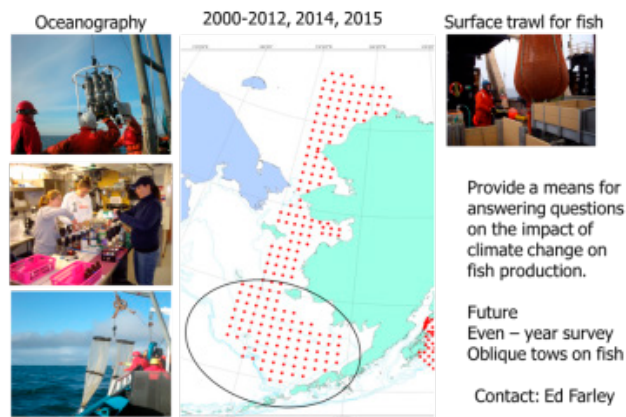 Oceanography
2000-2012, 2014, 2015
Surface trawl for fish
Provide a means for
answering questions
on the impact of
climate change on
fish production.
Future
Even – year survey
Oblique tows on fish
Contact: Ed Farley